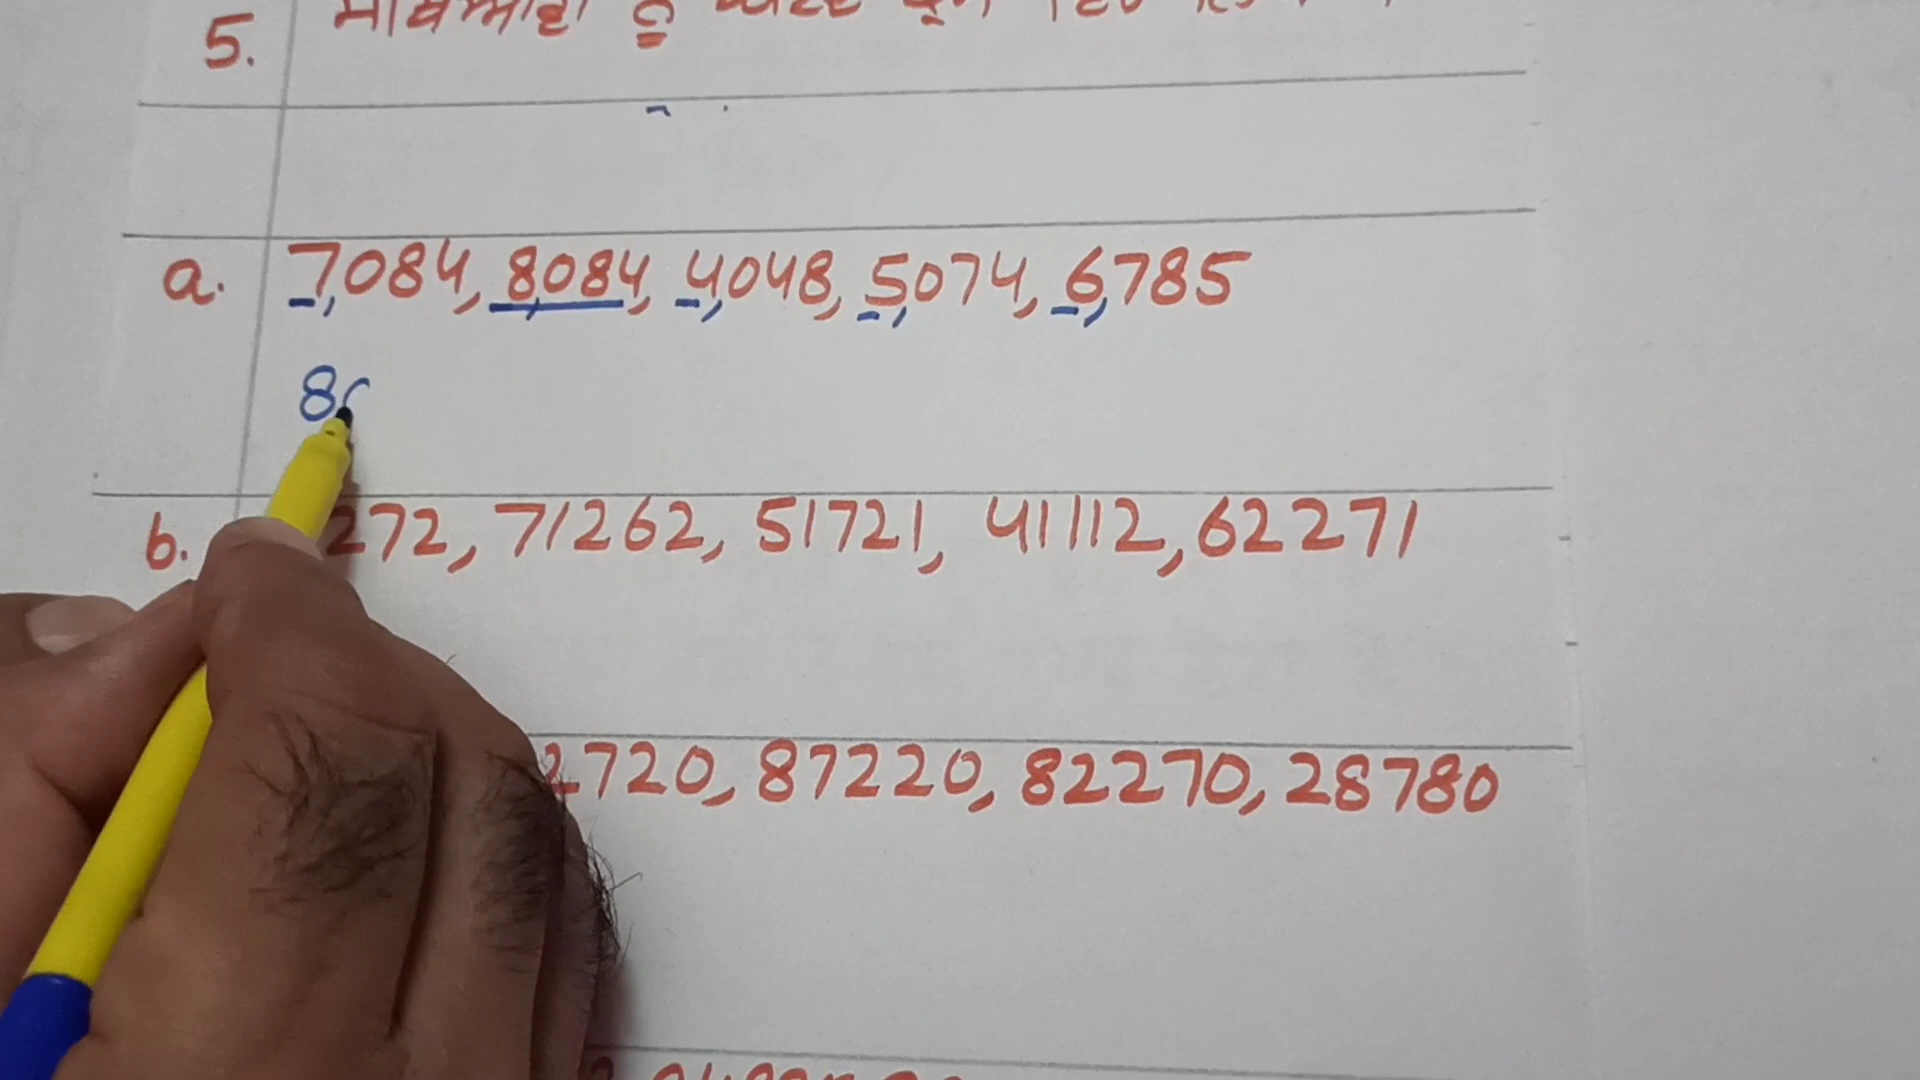 5. ਨੂੰ
a. 7,084, 8,084, 4,048, 5,074, 6,785
8
b. 272, 71262, 51721, 41112, 62271
2720, 87220, 82270, 28780